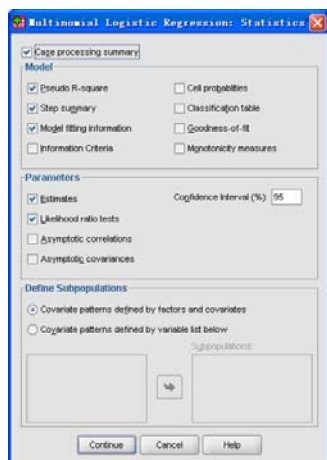 Multinomial Logistic Regression: Statistics
Case processing summary
Model
Pseudo R-square
Cell probabilities
Step summary
Classification table
Model fitting information
Goodness-of-fit
Information Criteria
Monotonicity measures
Parameters
Estimates
Confidence Interval (%): 95
Likelihood ratio tests
Asymptotic correlations
Asymptotic covariances
Define Subpopulations
Covariate patterns defined by factors and covariates
Covariate patterns defined by variable list below
Subpopulations:
Continue
Cancel
Help